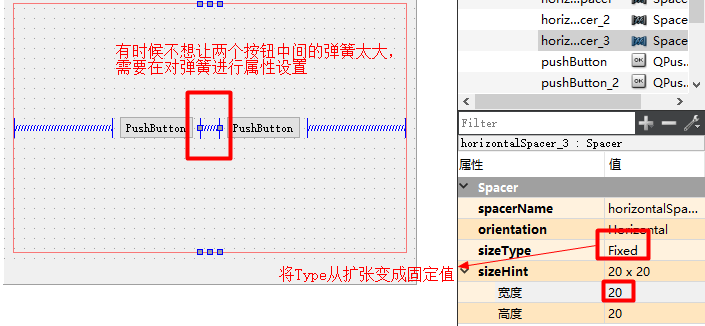 有时候不想让两个按钮中间的弹簧太大，
需要在对弹簧进行属性设置
PushButton
PushButton
将Type从扩张变成固定值
horiz...pacer Spacer
horiz...cer_2 Space
horiz...cer_3 Space
pushButton QPus...
pushButton_2 QPus...
Filter
horizontalSpacer_3 : Spacer
属性 值
Spacer
spacerName horizontalSpa...
orientation Horizontal
sizeType Fixed
sizeHint 20 x 20
宽度 20
高度 20